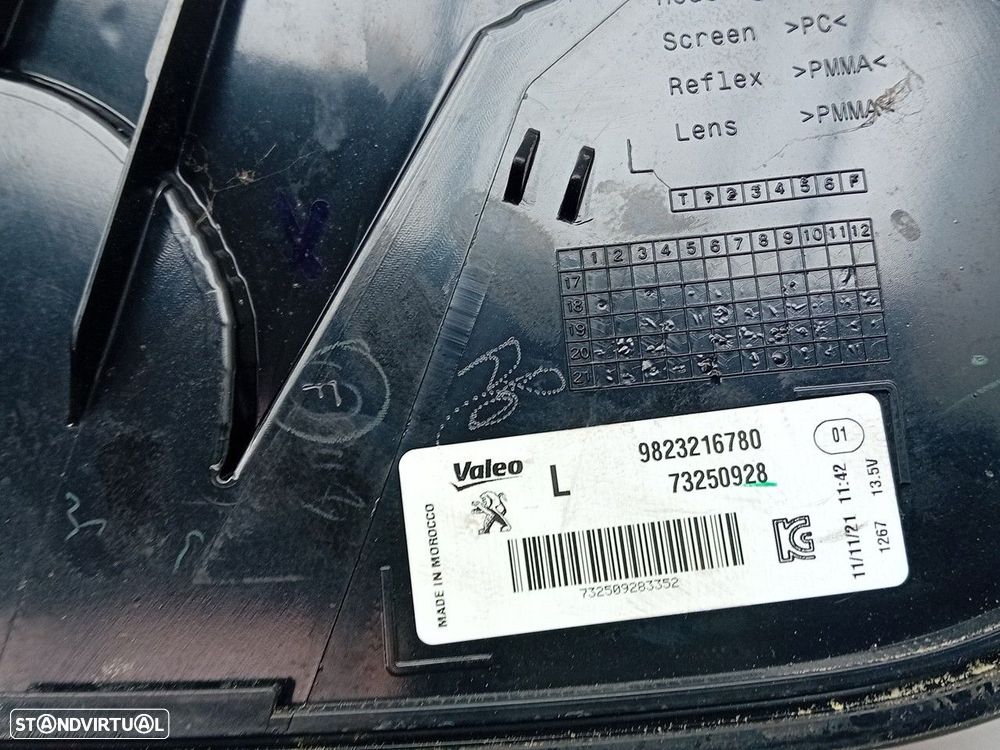 Screen >PC<
Reflex >PMMA<
Lens >PMMA<
T 1 2 3 4 5 6 F
1 2 3 4 5 6 7 8 9 10 11 12
17
18
19
20
21
Valeo
L
9823216780
73250928
01
MADE IN MOROCCO
732509283352
11/11/21 11:42
1267 13.5V
STANDVIRTUAL